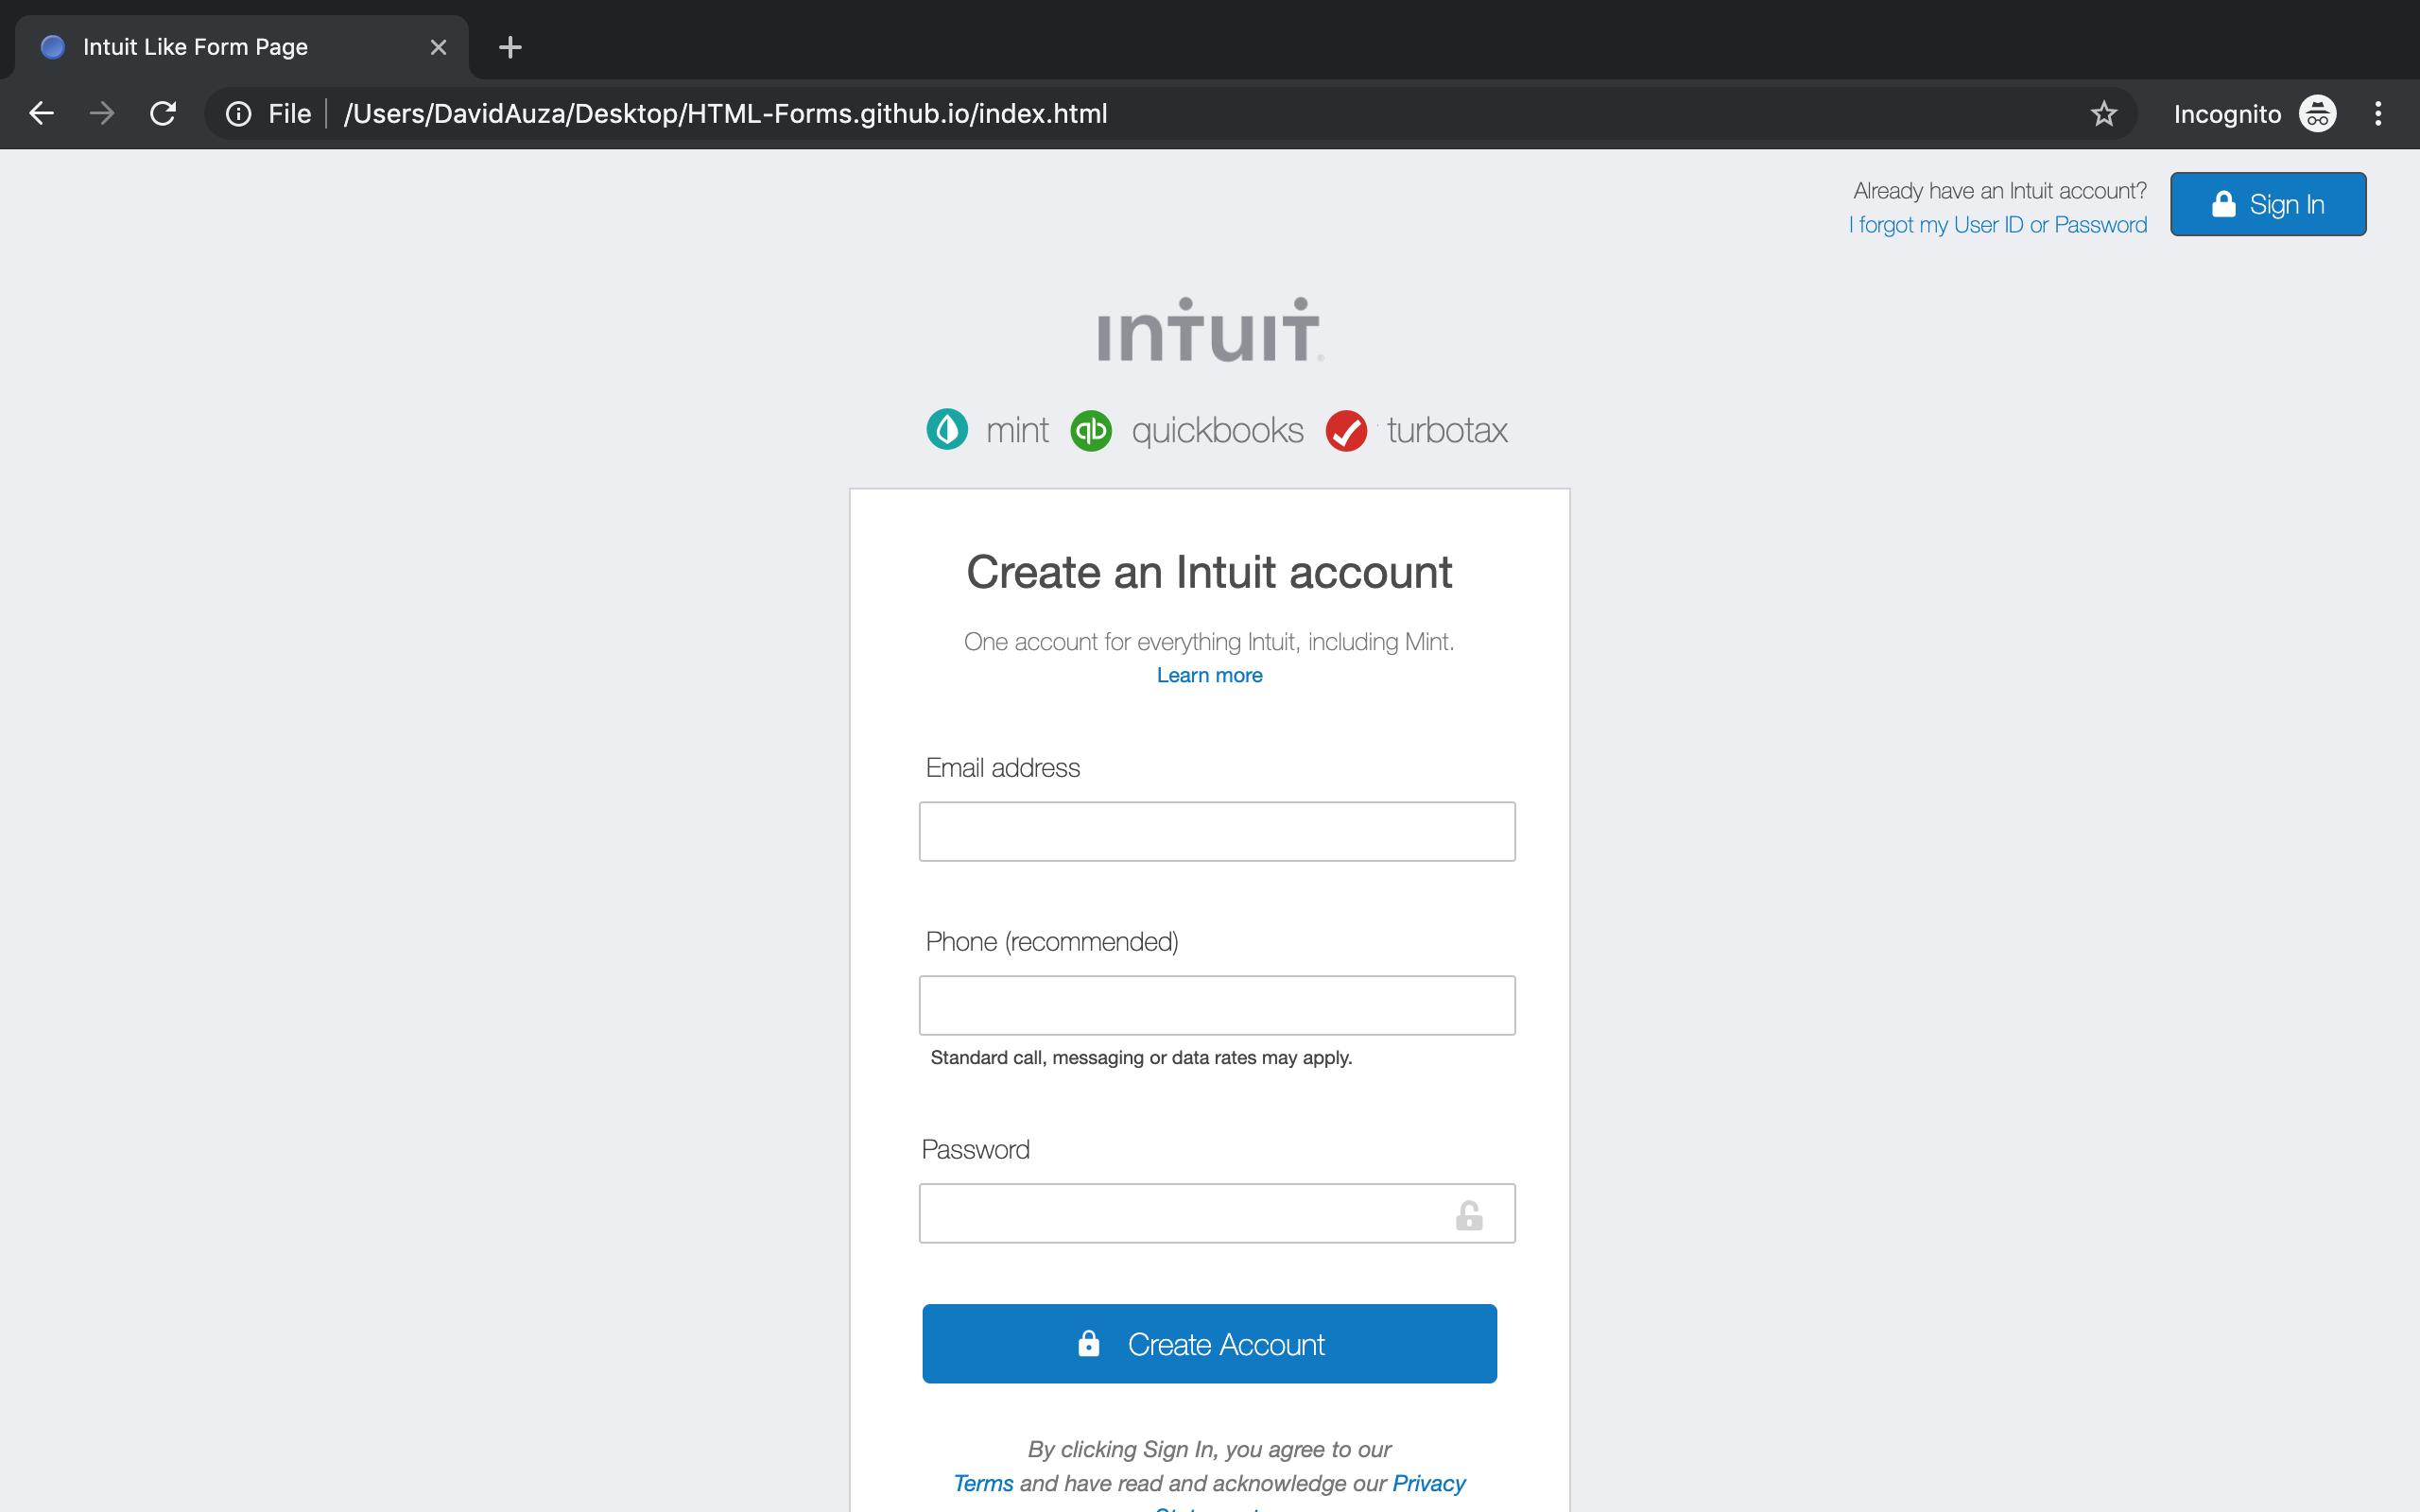 Intuit Like Form Page
File /Users/DavidAuza/Desktop/HTML-Forms.github.io/index.html
Incognito
Already have an Intuit account?
I forgot my User ID or Password
Sign In
intuit
mint qb quickbooks turbotax
Create an Intuit account
One account for everything Intuit, including Mint.
Learn more
Email address
Phone (recommended)
Standard call, messaging or data rates may apply.
Password
Create Account
By clicking Sign In, you agree to our
Terms and have read and acknowledge our Privacy